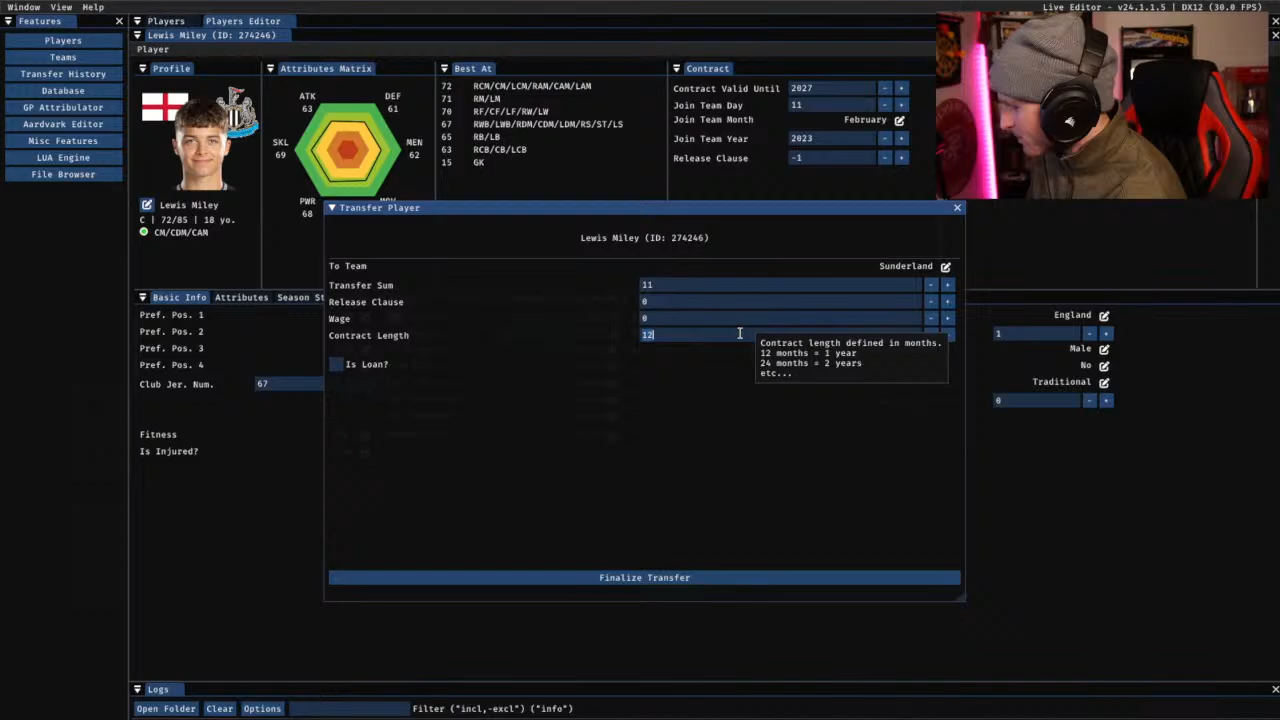 Window View Help
Live Editor - v24.1.1.5 | DX12 (30.0 FPS)
Features
Players
Players Editor
Players
Teams
Transfer History
Database
GP Attributor
Aardvark Editor
Misc Features
LUA Engine
File Browser
Lewis Miley (ID: 274246)
Player
Profile
Lewis Miley
C | 72/85 | 18 yo.
CM/CDM/CAM
Attributes Matrix
ATK
63
DEF
61
SKL
69
MEN
62
PWR
68
Best At
72 RCM/CM/LCM/RAM/CAM/LAM
71 RM/LM
70 RF/CF/LF/RW/LW
67 RWB/LWB/RDM/CDM/LDM/RS/ST/LS
65 RB/LB
63 RCB/CB/LCB
15 GK
Contract
Contract Valid Until 2027 - +
Join Team Day 11 - +
Join Team Month February
Join Team Year 2023 - +
Release Clause -1 - +
Transfer Player
Lewis Miley (ID: 274246)
To Team Sunderland
Transfer Sum 11 - +
Release Clause 0 - +
Wage 0 - +
Contract Length 12
Contract length defined in months.
12 months = 1 year
24 months = 2 years
etc...
Is Loan?
Finalize Transfer
Basic Info Attributes Season St
Pref. Pos. 1
Pref. Pos. 2
Pref. Pos. 3
Pref. Pos. 4
Club Jer. Num. 67
Fitness
Is Injured?
England
1 - +
Male
No
Traditional
0 - +
Logs
Open Folder Clear Options Filter ("incl,-excl") ("info")